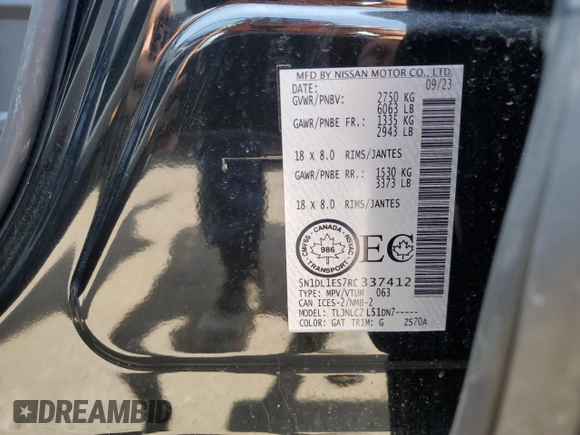 MFD BY NISSAN MOTOR CO., LTD.
DATE: 09/23
GVWR/PNBV: 2750 KG
6063 LB
GAWR/PNBE FR.: 1335 KG
2943 LB
18 X 8.0 RIMS/JANTES
GAWR/PNBE RR.: 1530 KG
3373 LB
18 X 8.0 RIMS/JANTES
CMVSS - CANADA - NSVAC
986
TRANSPORT
EC
5N1DL1ES7RC337412
TYPE: MPV/VTUM 063
CAN ICES-2/NMB-2
MODEL: TLJNLC2 L51DN7-----
COLOR: GAT TRIM: G ZS70A
DREAMBID